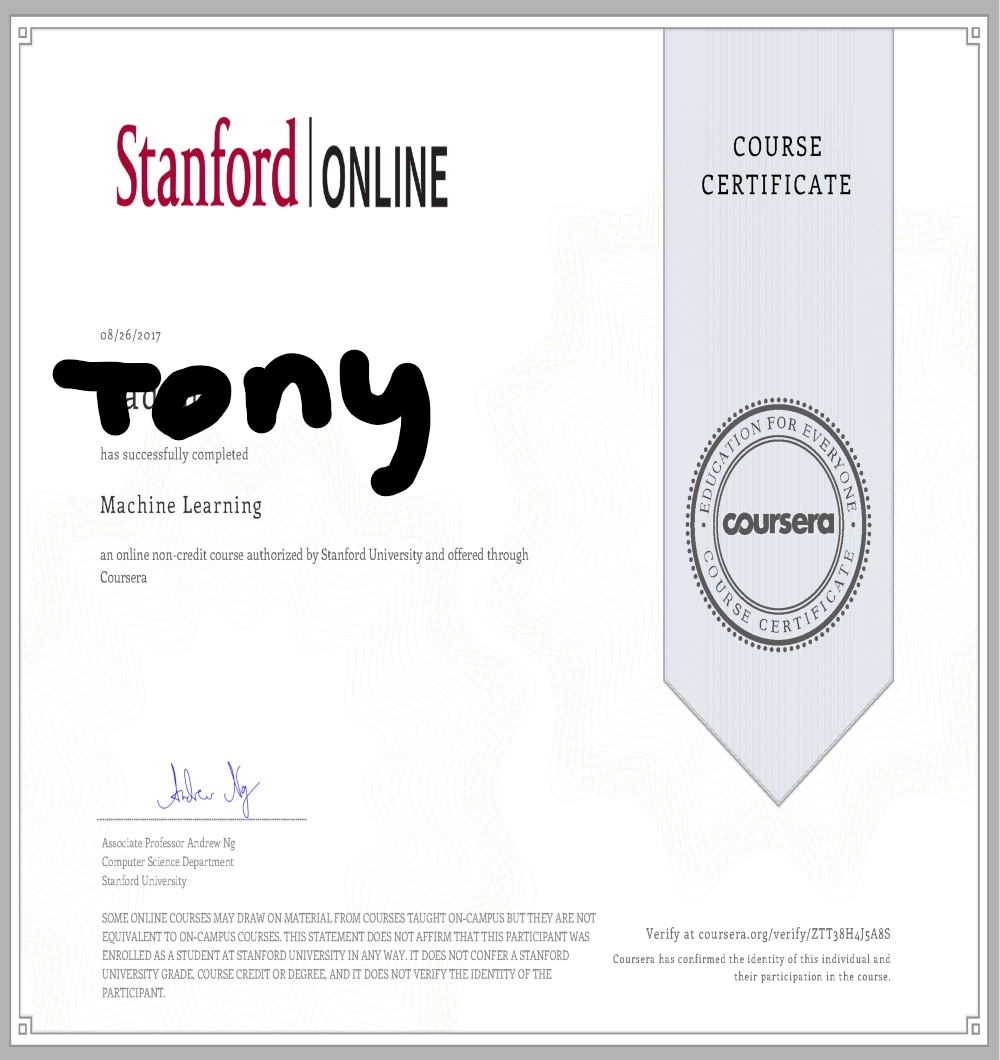 Stanford | ONLINE
COURSE
CERTIFICATE
08/26/2017
Tony
has successfully completed
Machine Learning
an online non-credit course authorized by Stanford University and offered through
Coursera
EDUCATION FOR EVERYONE
coursera
COURSE CERTIFICATE
Andrew Ng
Associate Professor Andrew Ng
Computer Science Department
Stanford University
SOME ONLINE COURSES MAY DRAW ON MATERIAL FROM COURSES TAUGHT ON-CAMPUS BUT THEY ARE NOT
EQUIVALENT TO ON-CAMPUS COURSES. THIS STATEMENT DOES NOT AFFIRM THAT THIS PARTICIPANT WAS
ENROLLED AS A STUDENT AT STANFORD UNIVERSITY IN ANY WAY. IT DOES NOT CONFER A STANFORD
UNIVERSITY GRADE, COURSE CREDIT OR DEGREE, AND IT DOES NOT VERIFY THE IDENTITY OF THE
PARTICIPANT.
Verify at coursera.org/verify/ZTT38H4J5A8S
Coursera has confirmed the identity of this individual and
their participation in the course.